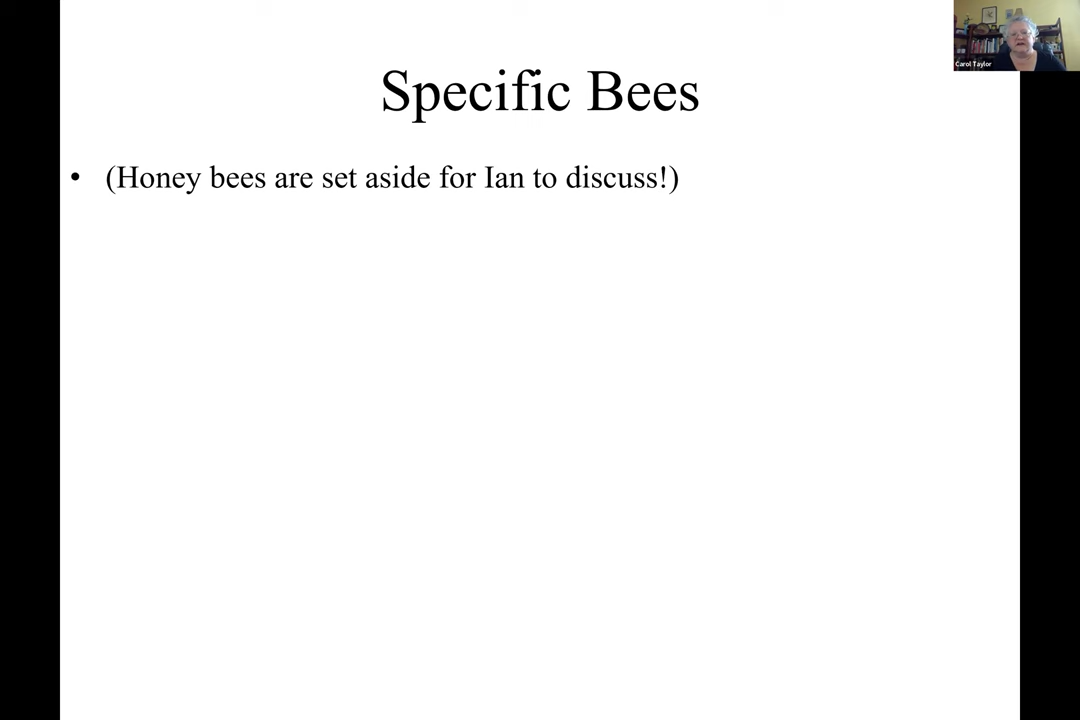 Carol Taylor
Specific Bees
• (Honey bees are set aside for Ian to discuss!)